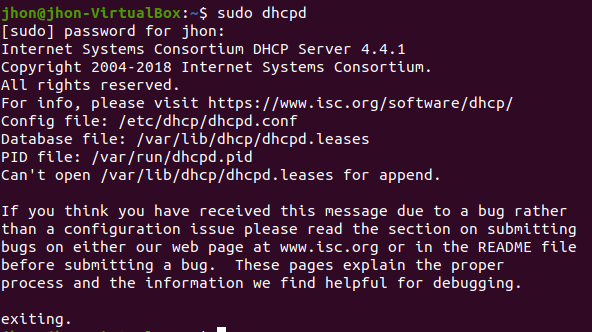 jhon@jhon-VirtualBox:~$ sudo dhcpd
[sudo] password for jhon:
Internet Systems Consortium DHCP Server 4.4.1
Copyright 2004-2018 Internet Systems Consortium.
All rights reserved.
For info, please visit https://www.isc.org/software/dhcp/
Config file: /etc/dhcp/dhcpd.conf
Database file: /var/lib/dhcp/dhcpd.leases
PID file: /var/run/dhcpd.pid
Can't open /var/lib/dhcp/dhcpd.leases for append.
If you think you have received this message due to a bug rather
than a configuration issue please read the section on submitting
bugs on either our web page at www.isc.org or in the README file
before submitting a bug.  These pages explain the proper
process and the information we find helpful for debugging.
exiting.